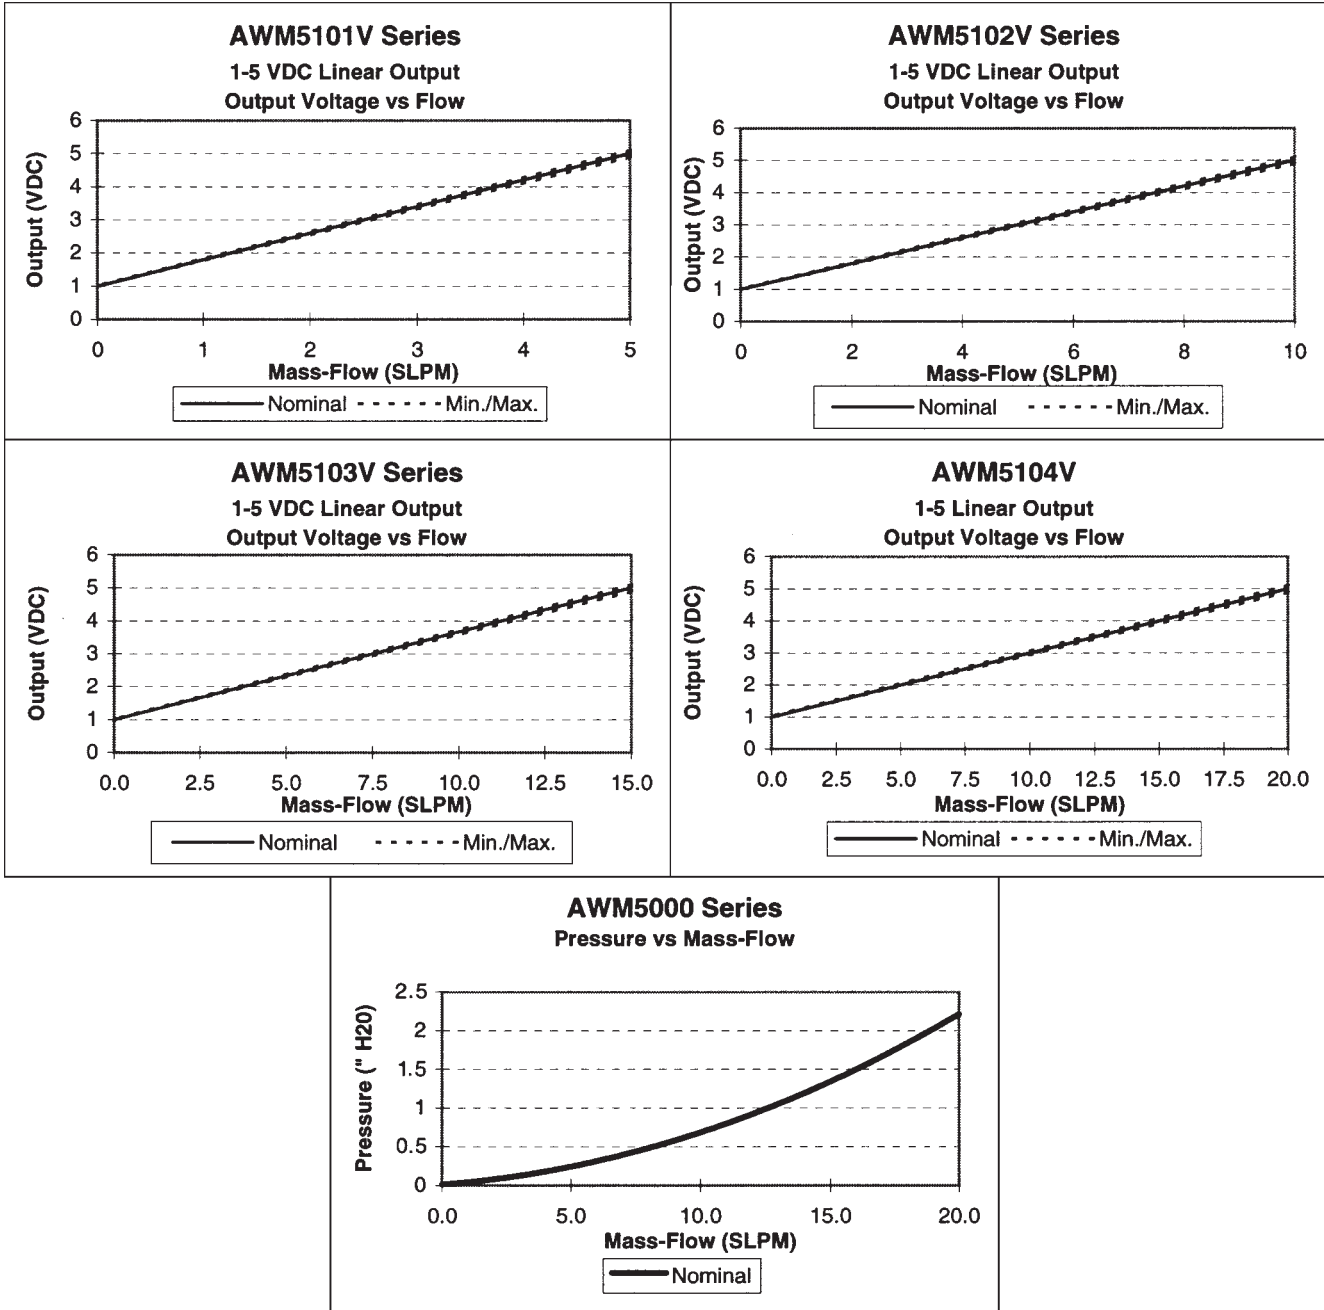 AWM5101V Series
1-5 VDC Linear Output
Output Voltage vs Flow
Output (VDC)
6
5
4
3
2
1
0
0 1 2 3 4 5
Mass-Flow (SLPM)
Nominal Min./Max.
AWM5102V Series
1-5 VDC Linear Output
Output Voltage vs Flow
Output (VDC)
6
5
4
3
2
1
0
0 2 4 6 8 10
Mass-Flow (SLPM)
Nominal Min./Max.
AWM5103V Series
1-5 VDC Linear Output
Output Voltage vs Flow
Output (VDC)
6
5
4
3
2
1
0
0.0 2.5 5.0 7.5 10.0 12.5 15.0
Mass-Flow (SLPM)
Nominal Min./Max.
AWM5104V
1-5 Linear Output
Output Voltage vs Flow
Output (VDC)
6
5
4
3
2
1
0
0.0 2.5 5.0 7.5 10.0 12.5 15.0 17.5 20.0
Mass-Flow (SLPM)
Nominal Min./Max.
AWM5000 Series
Pressure vs Mass-Flow
Pressure (" H20)
2.5
2
1.5
1
0.5
0
0.0 5.0 10.0 15.0 20.0
Mass-Flow (SLPM)
Nominal